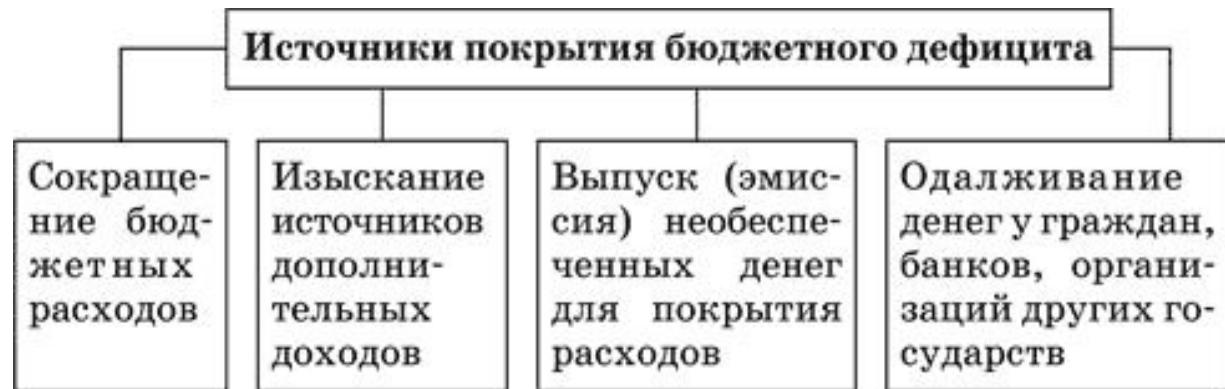 Источники покрытия бюджетного дефицита
Сокраще-
ние бюд-
жетных
расходов
Изыскание
источников
дополни-
тельных
доходов
Выпуск (эмис-
сия) необеспе-
ченных денег
для покрытия
расходов
Одалживание
денег у граждан,
банков, органи-
заций других го-
сударств